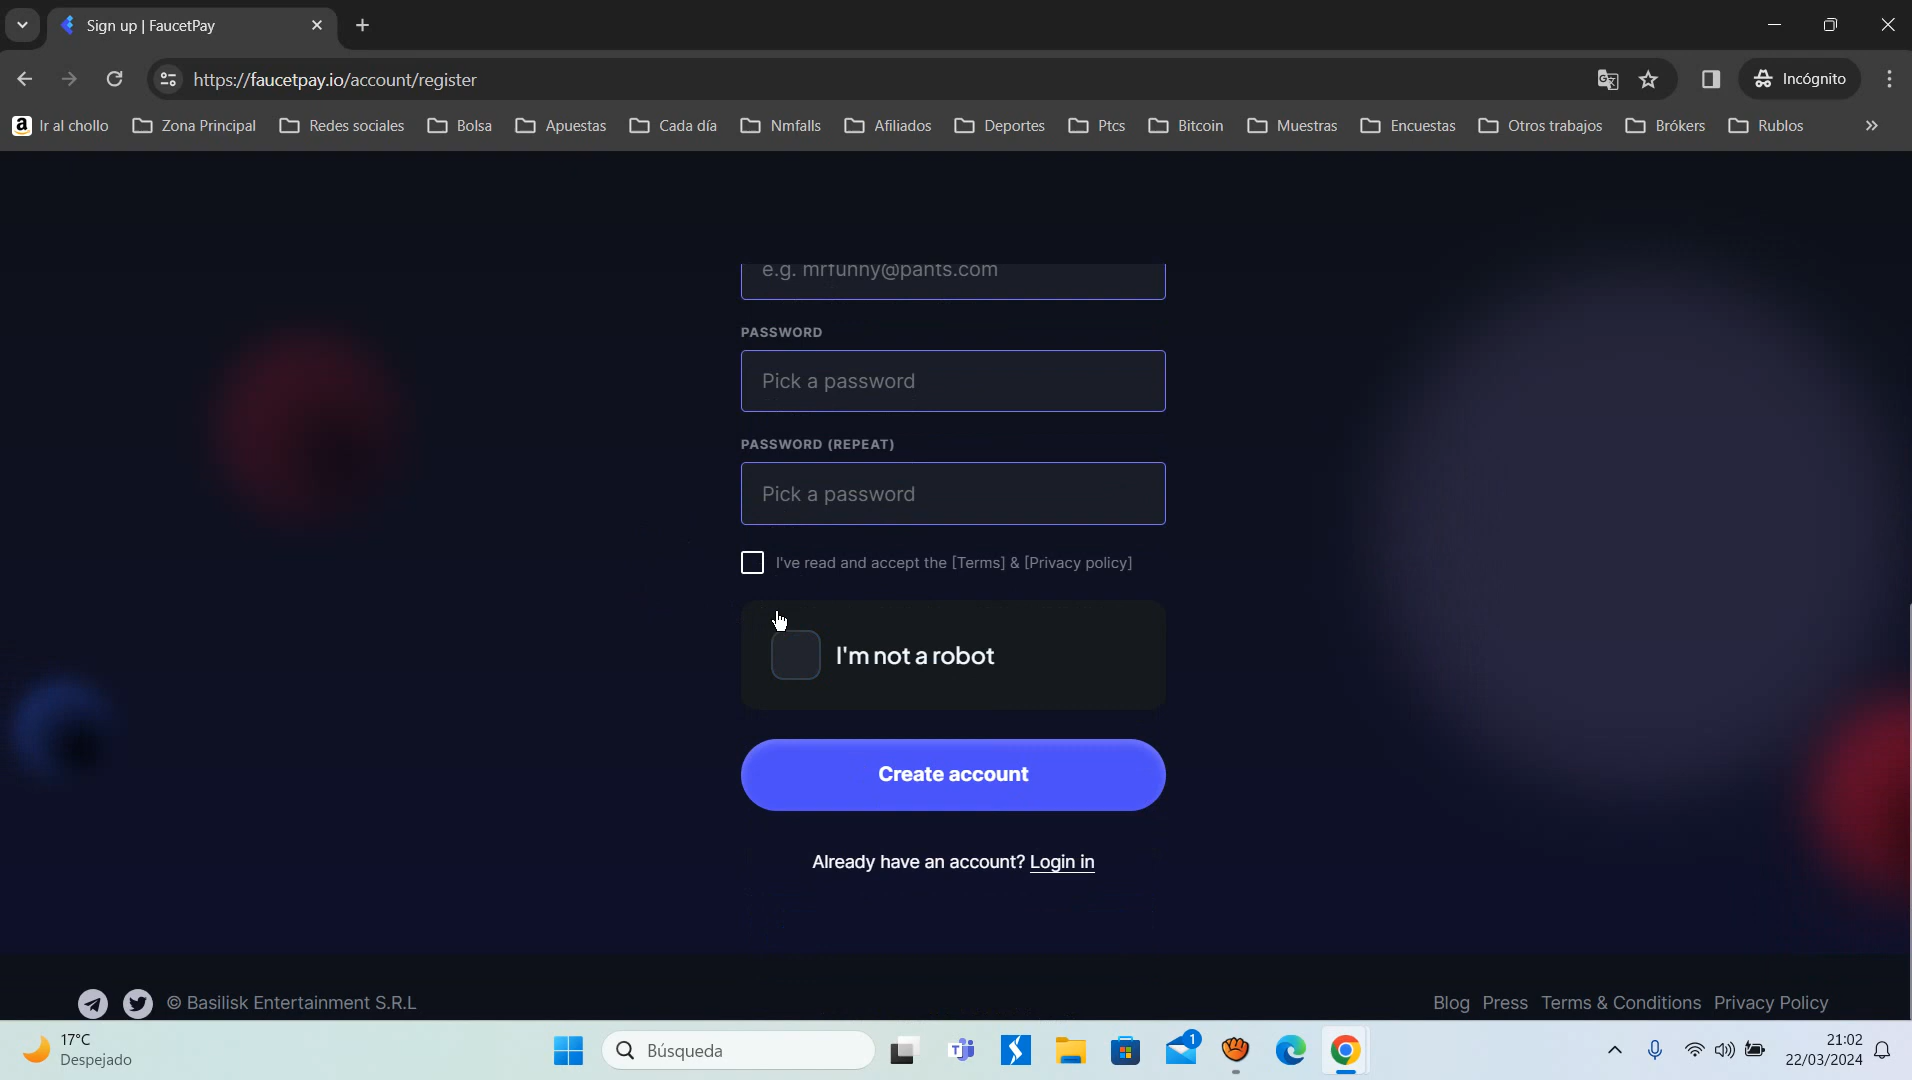 Sign up | FaucetPay
https://faucetpay.io/account/register
Incógnito
a Ir al chollo Zona Principal Redes sociales Bolsa Apuestas Cada día Nmfalls Afiliados Deportes Ptcs Bitcoin Muestras Encuestas Otros trabajos Brókers Rublos
e.g. mrfunny@pants.com
PASSWORD
Pick a password
PASSWORD (REPEAT)
Pick a password
I've read and accept the [Terms] & [Privacy policy]
I'm not a robot
Create account
Already have an account? Login in
© Basilisk Entertainment S.R.L
Blog Press Terms & Conditions Privacy Policy
17°C
Despejado
Búsqueda
1
21:02
22/03/2024